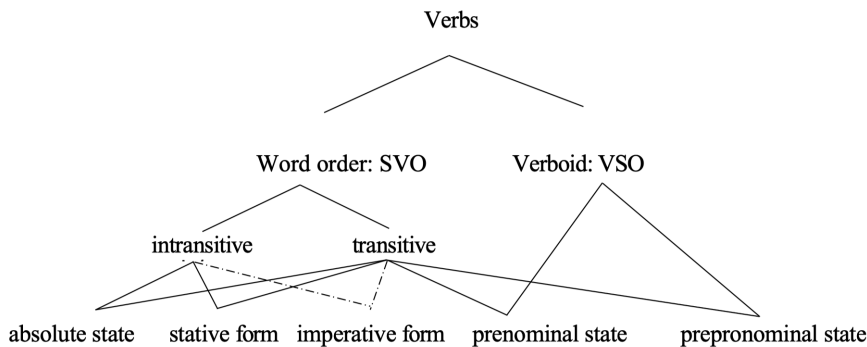 Verbs
Word order: SVO Verboid: VSO
intransitive transitive
absolute state stative form imperative form prenominal state prepronominal state